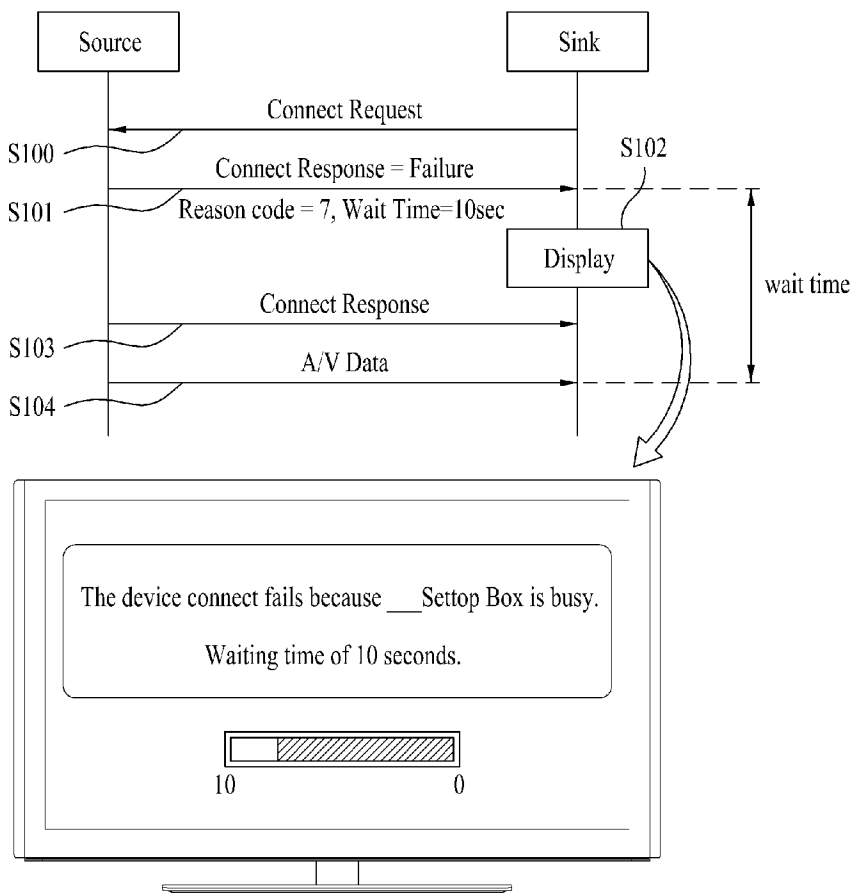 Source
Sink
Connect Request
S100
S102
Connect Response = Failure
S101
Reason code = 7, Wait Time=10sec
Display
wait time
Connect Response
S103
A/V Data
S104
The device connect fails because ___Settop Box is busy.
Waiting time of 10 seconds.
10
0